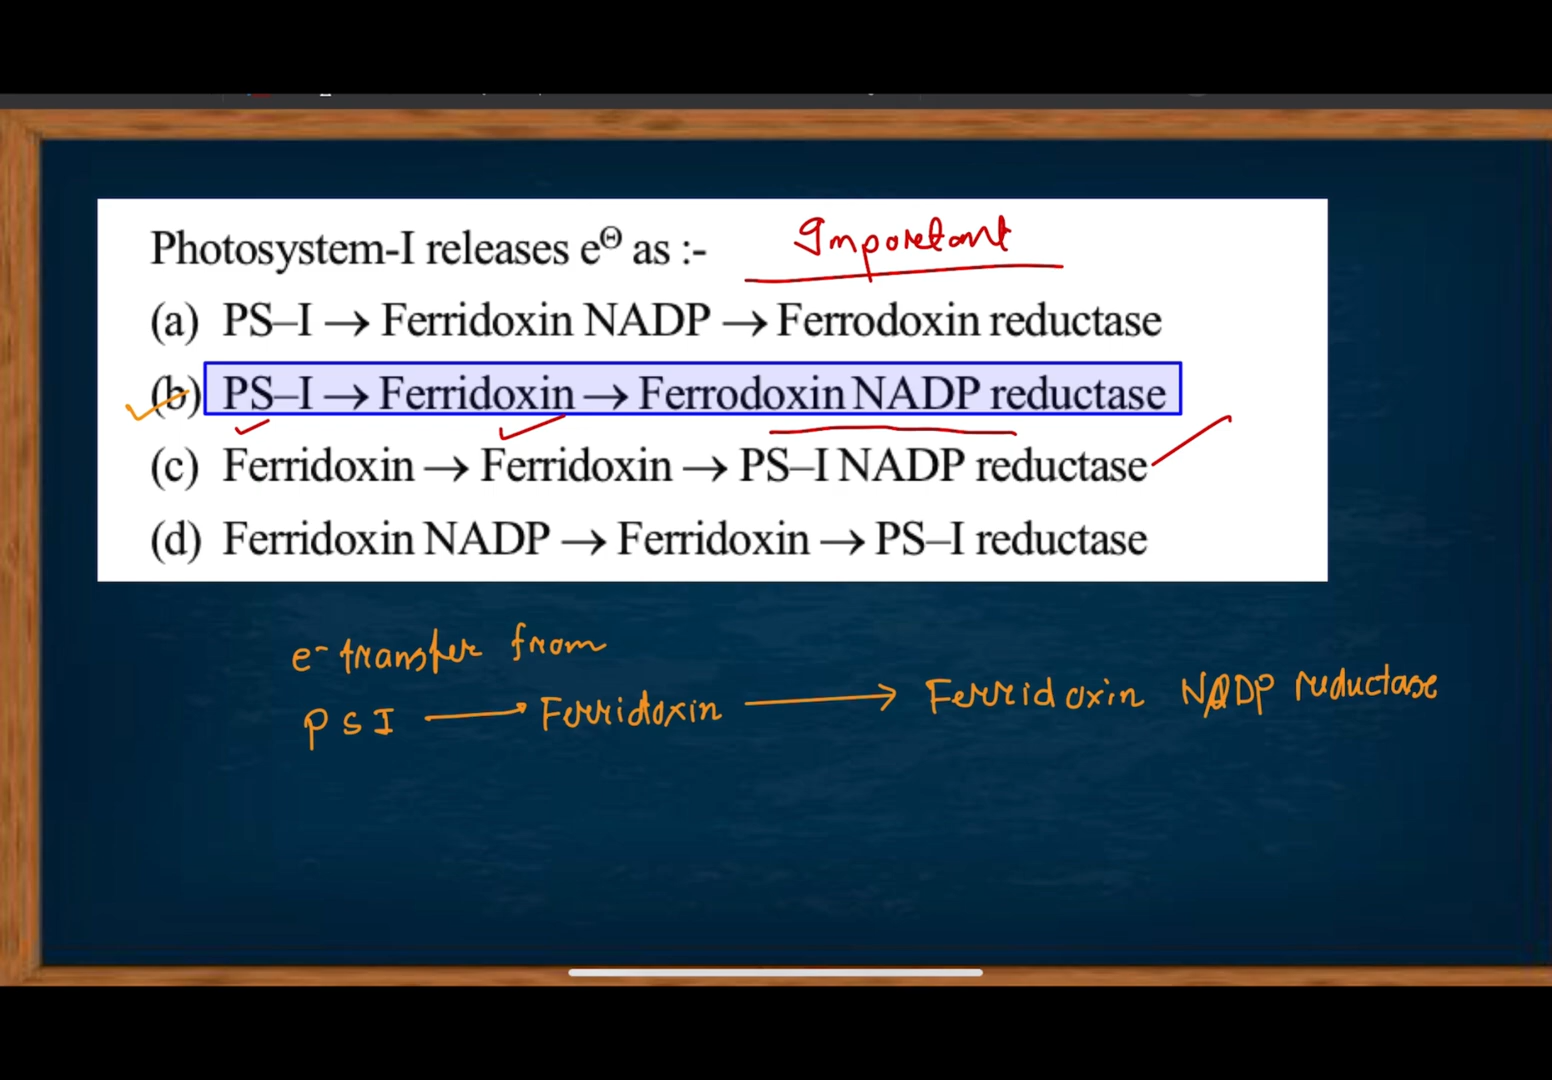 Photosystem-I releases e⊖ as :-
Important
(a) PS–I → Ferridoxin NADP → Ferrodoxin reductase
(b) PS–I → Ferridoxin → Ferrodoxin NADP reductase
(c) Ferridoxin → Ferridoxin → PS–I NADP reductase
(d) Ferridoxin NADP → Ferridoxin → PS–I reductase
e- transfer from
PSI → Ferridoxin → Ferridoxin NADP reductase